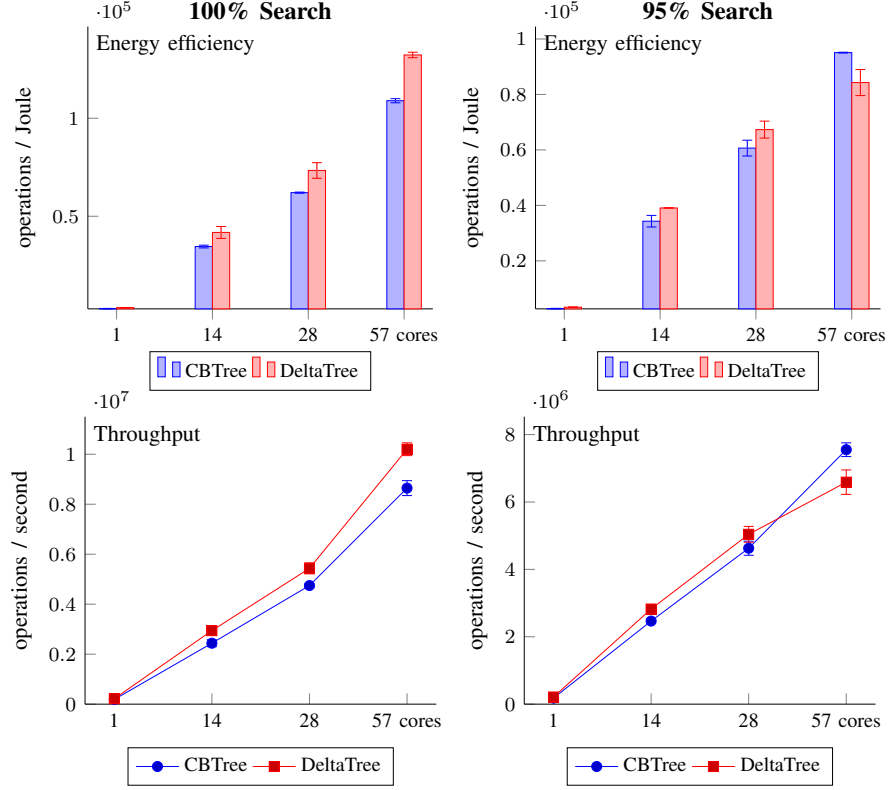 100% Search
·10^5
Energy efficiency
operations / Joule
1
0.5
1
14
28
57 cores
CBTree DeltaTree
95% Search
·10^5
Energy efficiency
operations / Joule
1
0.8
0.6
0.4
0.2
1
14
28
57 cores
CBTree DeltaTree
·10^7
Throughput
operations / second
1
0.8
0.6
0.4
0.2
0
1
14
28
57 cores
CBTree DeltaTree
·10^6
Throughput
operations / second
8
6
4
2
0
1
14
28
57 cores
CBTree DeltaTree